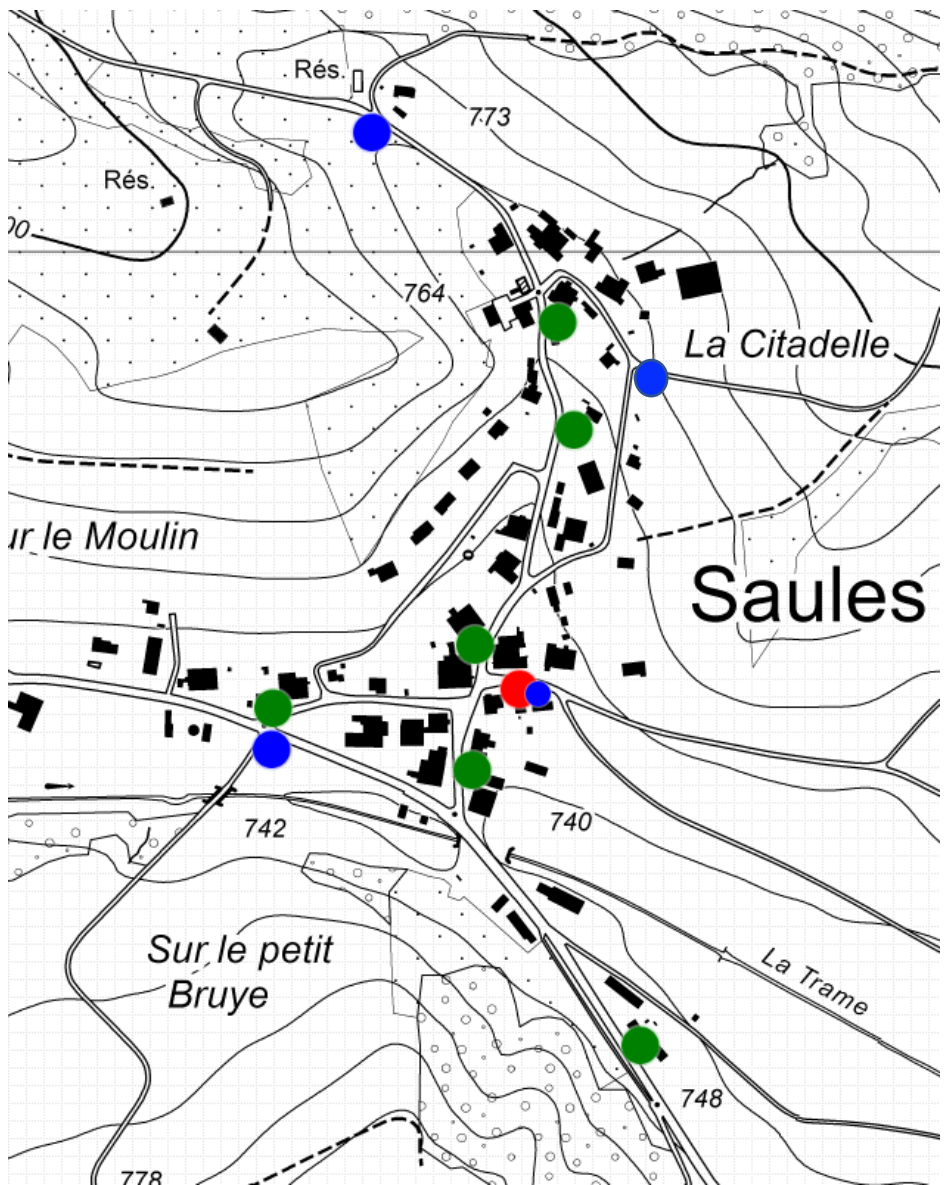 Rés.
773
Rés.
00
764
La Citadelle
ur le Moulin
Saules
742
740
Sur le petit
Bruye
La Trame
748
778